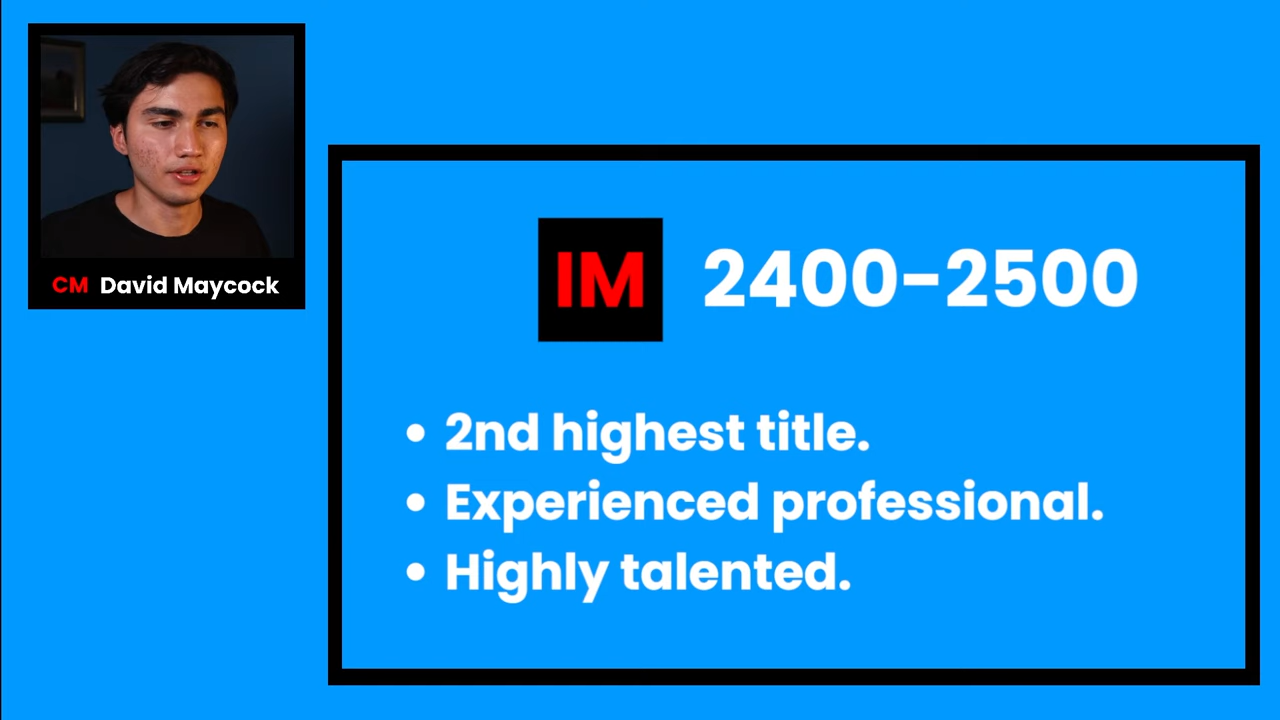 CM David Maycock
IM 2400-2500
• 2nd highest title.
• Experienced professional.
• Highly talented.